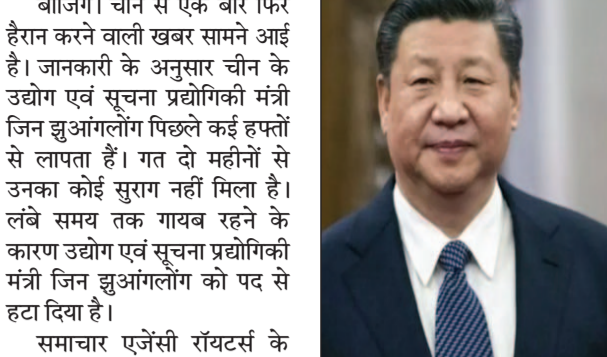 बीजिंग। चीन से एक बार फिर
हैरान करने वाली खबर सामने आई
है। जानकारी के अनुसार चीन के
उद्योग एवं सूचना प्रद्योगिकी मंत्री
जिन झुआंगलोंग पिछले कई हफ्तों
से लापता हैं। गत दो महीनों से
उनका कोई सुराग नहीं मिला है।
लंबे समय तक गायब रहने के
कारण उद्योग एवं सूचना प्रद्योगिकी
मंत्री जिन झुआंगलोंग को पद से
हटा दिया है।
समाचार एजेंसी रॉयटर्स के